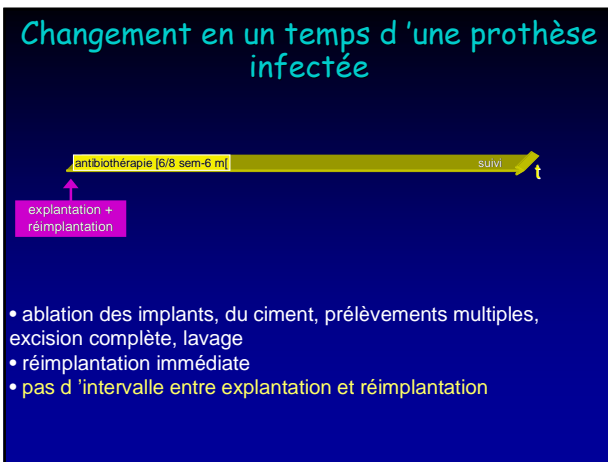 Changement en un temps d ’une prothèse
infectée
antibiothérapie [6/8 sem-6 m[
suivi
t
explantation +
réimplantation
• ablation des implants, du ciment, prélèvements multiples,
excision complète, lavage
• réimplantation immédiate
• pas d ’intervalle entre explantation et réimplantation